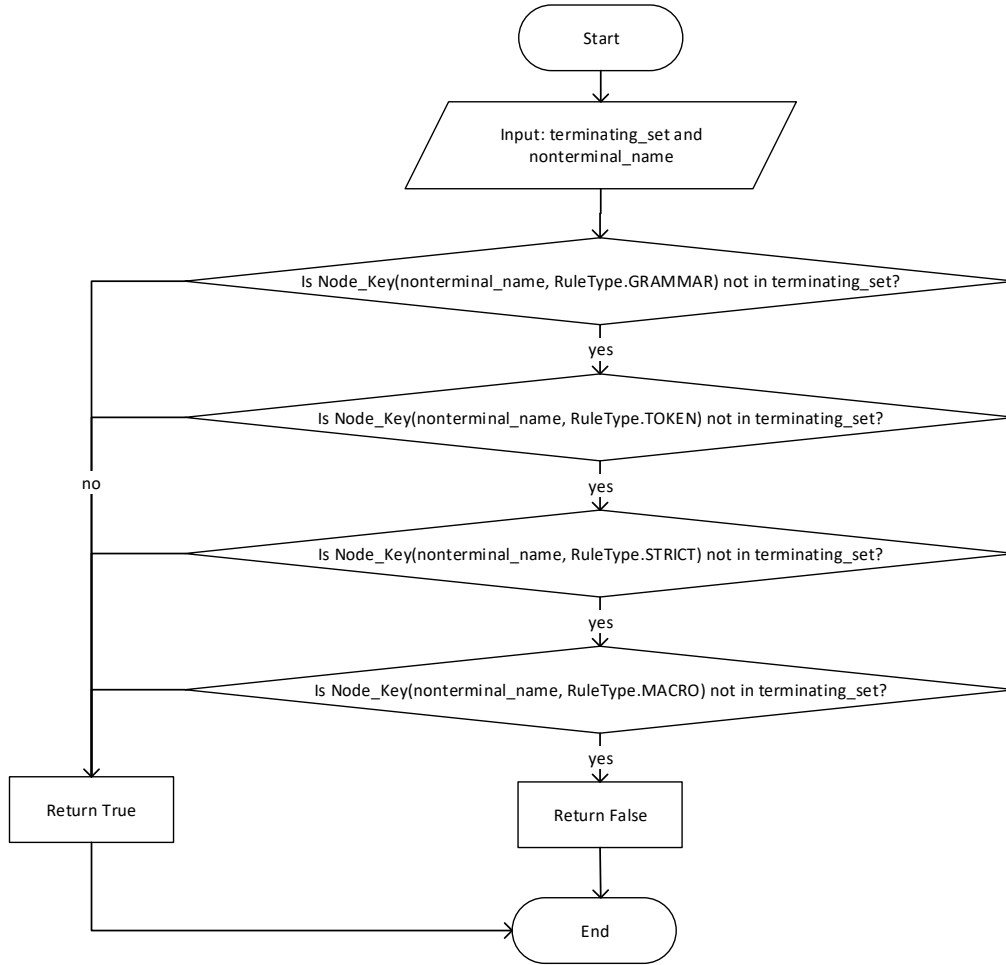 Start
Input: terminating_set and
nonterminal_name
Is Node_Key(nonterminal_name, RuleType.GRAMMAR) not in terminating_set?
yes
Is Node_Key(nonterminal_name, RuleType.TOKEN) not in terminating_set?
no
yes
Is Node_Key(nonterminal_name, RuleType.STRICT) not in terminating_set?
yes
Is Node_Key(nonterminal_name, RuleType.MACRO) not in terminating_set?
yes
Return True
Return False
End